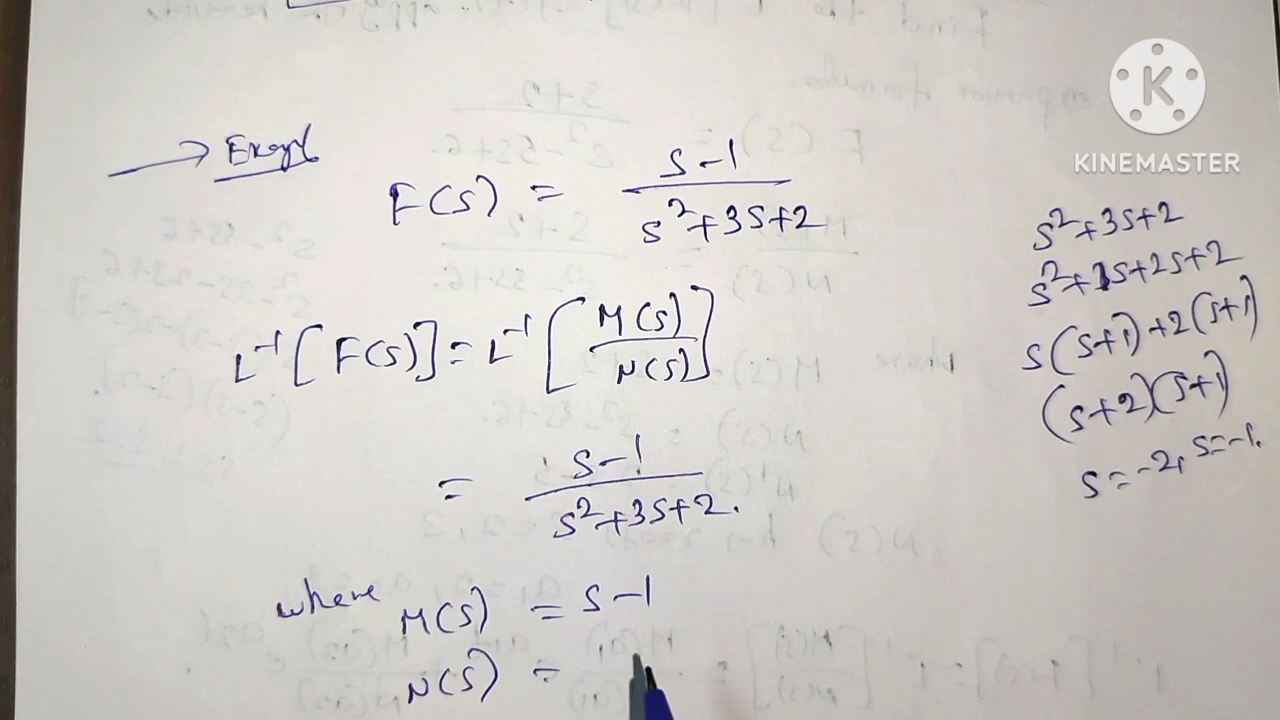 KINEMASTER
F(s) = s-1 / s²+3s+2
L⁻¹[F(s)] = L⁻¹[M(s) / N(s)]
= s-1 / s²+3s+2.
where M(s) = s-1
N(s) =
s²+3s+2
s²+1s+2s+2
s(s+1)+2(s+1)
(s+2)(s+1)
s=-2, s=-1.